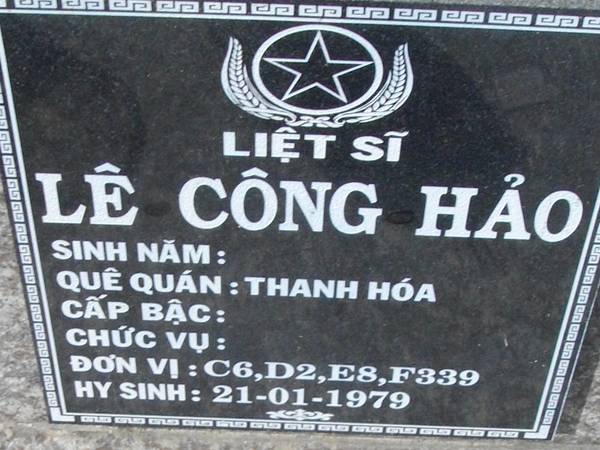 LIỆT SĨ
LÊ CÔNG HẢO
SINH NĂM :
QUÊ QUÁN : THANH HÓA
CẤP BẬC :
CHỨC VỤ :
ĐƠN VỊ : C6,D2,E8,F339
HY SINH : 21-01-1979